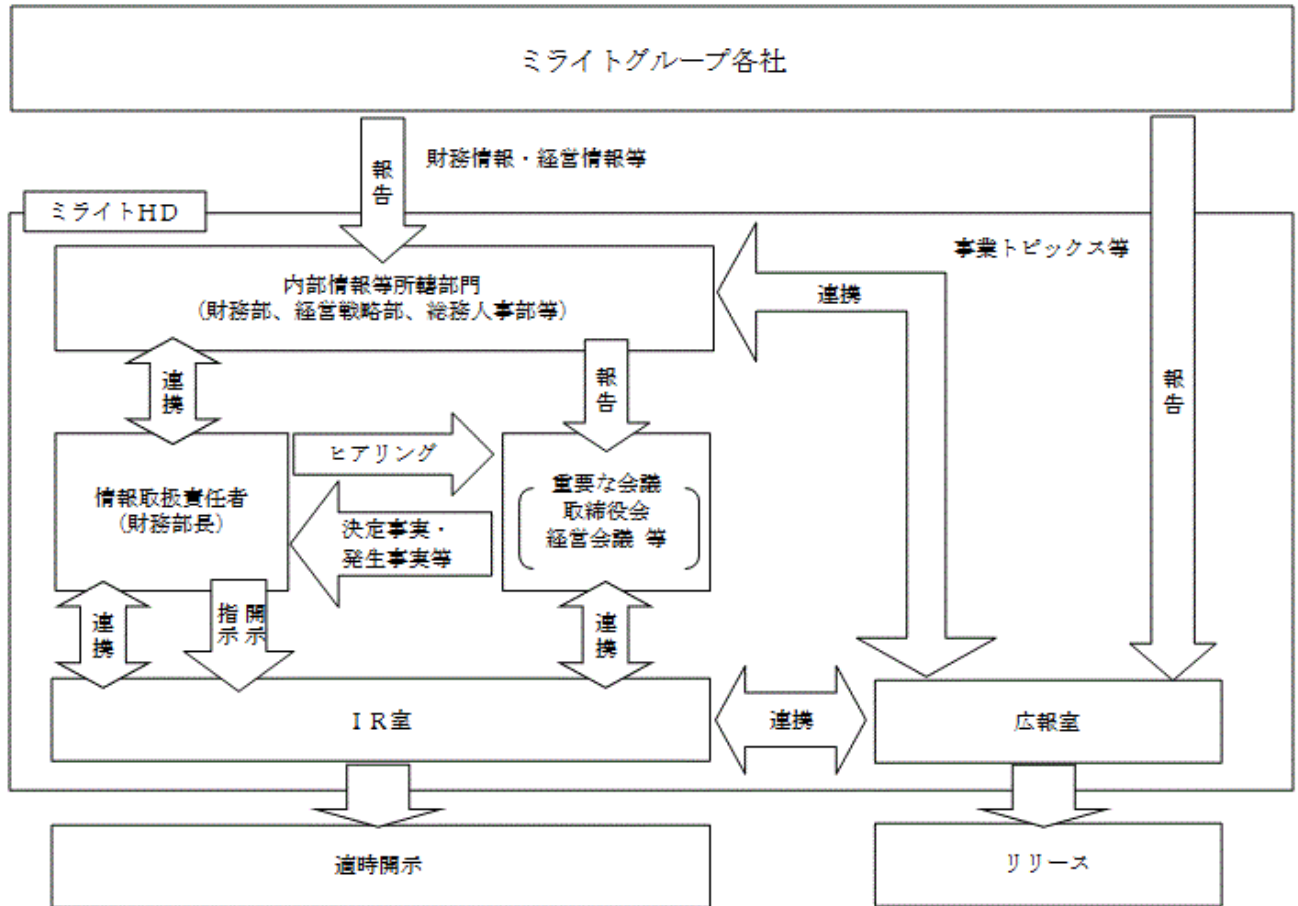 ミライトグループ各社
報告
財務情報・経営情報等
ミライトHD
事業トピックス等
内部情報等所轄部門
（財務部、経営戦略部、総務人事部等）
連携
連携
報告
報告
ヒアリング
情報取扱責任者
（財務部長）
重要な会議
取締役会
経営会議 等
決定事実・
発生事実等
連携
開示
指示
連携
ＩＲ室
連携
広報室
適時開示
リリース